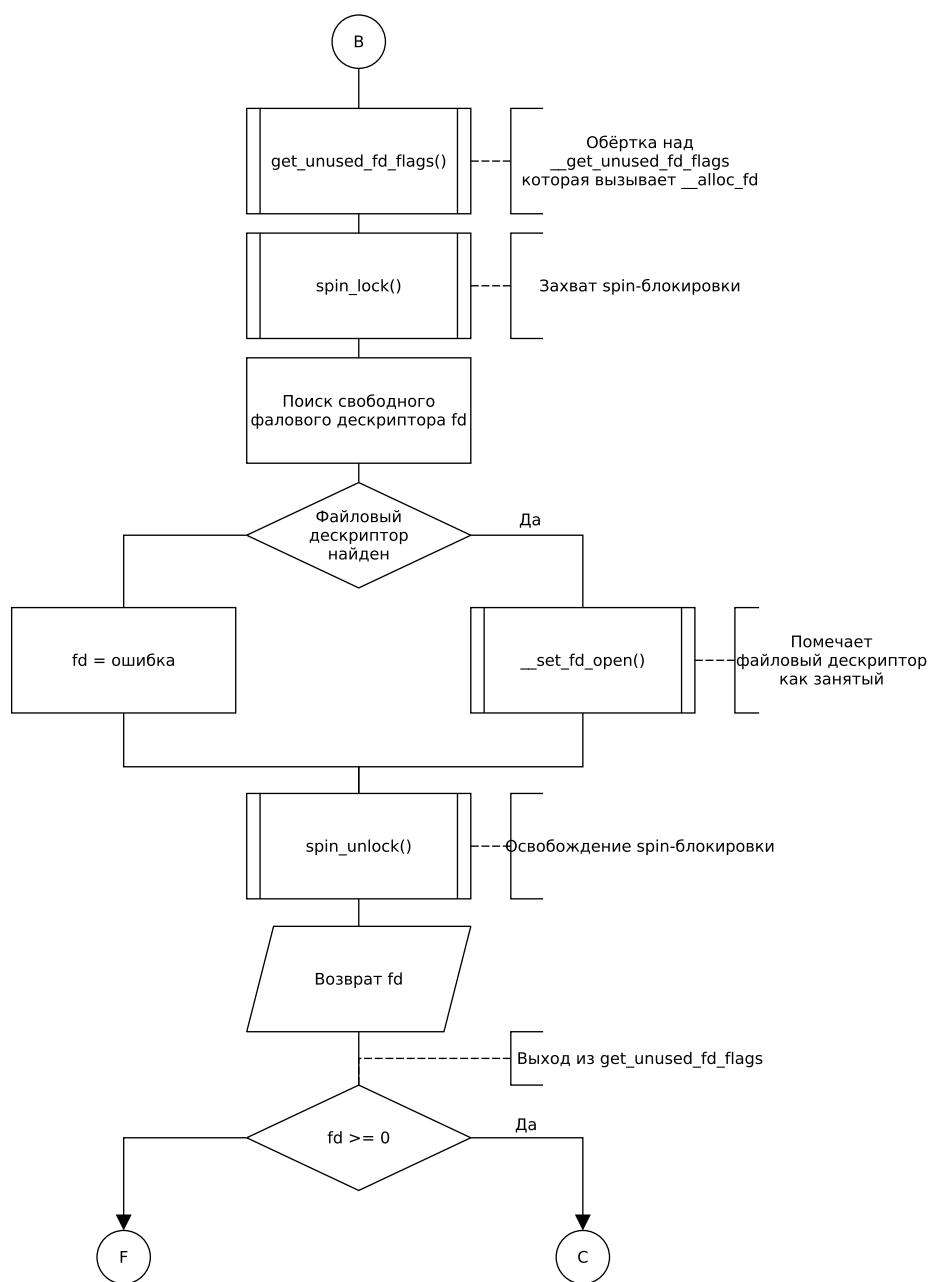 B
get_unused_fd_flags()
Обёртка над
__get_unused_fd_flags
которая вызывает __alloc_fd
spin_lock()
Захват spin-блокировки
Поиск свободного
фалового дескриптора fd
Файловый
дескриптор
найден
Да
fd = ошибка
__set_fd_open()
Помечает
файловый дескриптор
как занятый
spin_unlock()
Освобождение spin-блокировки
Возврат fd
Выход из get_unused_fd_flags
fd >= 0
Да
F
C